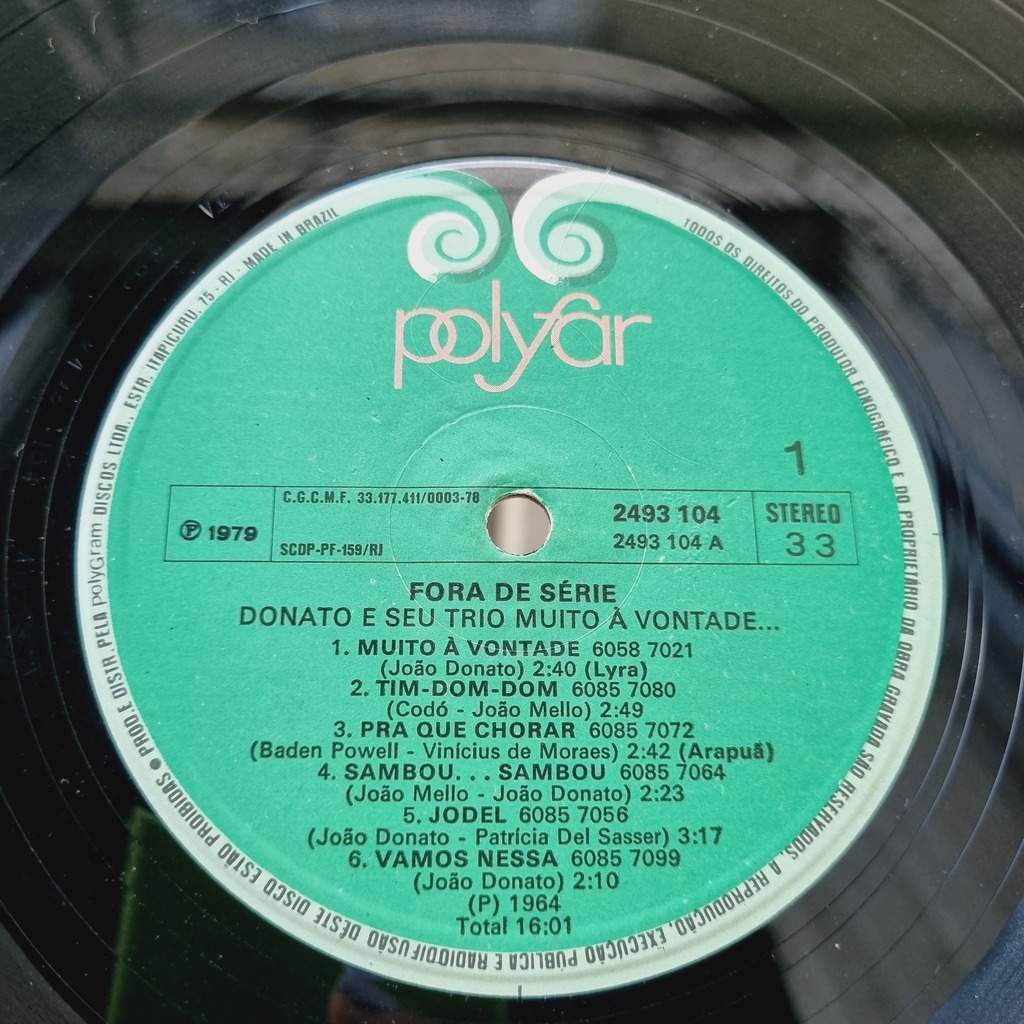 polyfar
1
℗ 1979
C.G.C.M.F. 33.177.411/0003-78
SCDP-PF-159/RJ
2493 104
2493 104 A
STEREO
33
FORA DE SÉRIE
DONATO E SEU TRIO MUITO À VONTADE...
1. MUITO À VONTADE 6058 7021
(João Donato) 2:40 (Lyra)
2. TIM-DOM-DOM 6085 7080
(Codó - João Mello) 2:49
3. PRA QUE CHORAR 6085 7072
(Baden Powell - Vinícius de Moraes) 2:42 (Arapuã)
4. SAMBOU... SAMBOU 6085 7064
(João Mello - João Donato) 2:23
5. JODEL 6085 7056
(João Donato - Patrícia Del Sasser) 3:17
6. VAMOS NESSA 6085 7099
(João Donato) 2:10
(P) 1964
Total 16:01
TODOS OS DIREITOS DO PRODUTOR FONOGRÁFICO E DO PROPRIETÁRIO DA OBRA GRAVADA SÃO RESERVADOS. A REPRODUÇÃO, EXECUÇÃO PÚBLICA E RADIODIFUSÃO DÊSTE DISCO ESTÃO PROIBIDAS • PROD. E DISTR. PELA polyGram DISCOS LTDA., ESTR. ITAPICURU, 75 - RJ - MADE IN BRAZIL